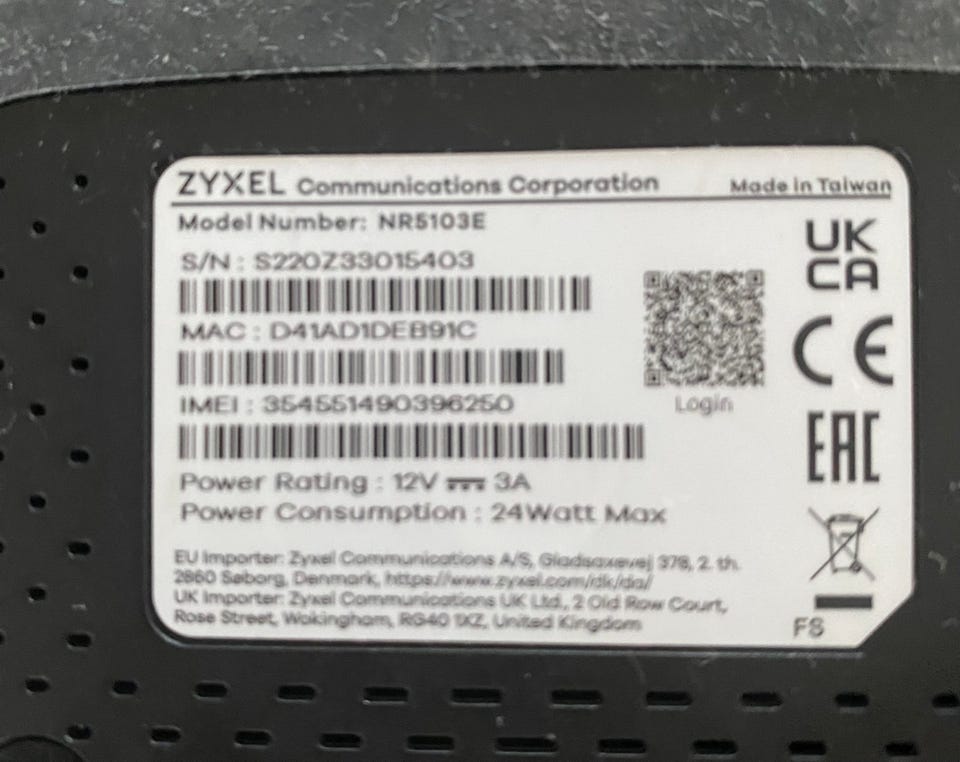 ZYXEL Communications Corporation Made in Taiwan
Model Number: NR5103E
S/N : S220Z33015403
MAC : D41AD1DEB91C
IMEI : 354551490396250
Login
Power Rating : 12V 3A
Power Consumption : 24Watt Max
EU Importer: Zyxel Communications A/S, Gladsaxevej 378, 2. th.
2860 Søborg, Denmark, https://www.zyxel.com/dk/da/
UK Importer: Zyxel Communications UK Ltd., 2 Old Row Court,
Rose Street, Wokingham, RG40 1XZ, United Kingdom
UK
CA
CE
EAC
FS